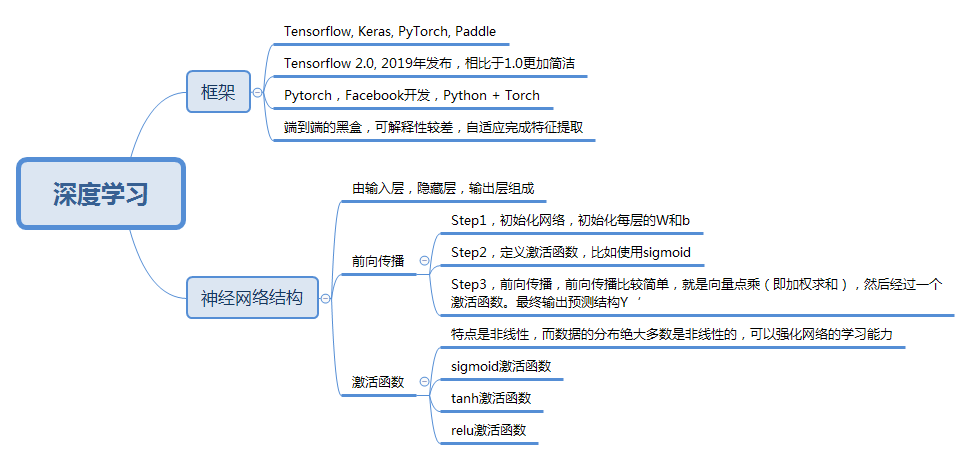 深度学习
框架
Tensorflow, Keras, PyTorch, Paddle
Tensorflow 2.0, 2019年发布，相比于1.0更加简洁
Pytorch，Facebook开发，Python + Torch
端到端的黑盒，可解释性较差，自适应完成特征提取
神经网络结构
由输入层，隐藏层，输出层组成
前向传播
Step1，初始化网络，初始化每层的W和b
Step2，定义激活函数，比如使用sigmoid
Step3，前向传播，前向传播比较简单，就是向量点乘（即加权求和），然后经过一个
激活函数。最终输出预测结构Y‘
激活函数
特点是非线性，而数据的分布绝大多数是非线性的，可以强化网络的学习能力
sigmoid激活函数
tanh激活函数
relu激活函数